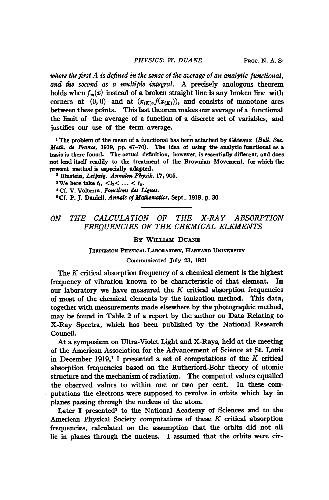 PHYSICS: W. DUANE PROC. N. A. S.
where the first A is defined in the sense of the average of an analytic functional,
and the second as a multiple integral. A precisely analogous theorem
holds when fₙ(x) instead of a broken straight line is any broken line with
corners at (0, 0) and at
and consists of monotone arcs
between these points. This last theorem makes our average of a functional
the limit of the average of a function of a discrete set of variables, and
justifies our use of the term average.
¹ The problem of the mean of a functional has been attacked by Gâteaux (Bull. Soc.
Math. de France, 1919, pp. 47-70). The idea of using the analytic functional as a
basis is there found. The actual definition, however, is essentially different, and does
not lend itself readily to the treatment of the Brownian Movement, for which the
present method is especially adapted.
² Einstein, Leipzig, Annalen Physik, 17, 905.
³ We here take t₁ < t₂ < ... < tₙ.
⁴ Cf. V. Volterra, Fonctions des Lignes.
⁵ Cf. P. J. Daniell, Annals of Mathematics, Sept., 1919, p. 30.
ON THE CALCULATION OF THE X-RAY ABSORPTION
FREQUENCIES OF THE CHEMICAL ELEMENTS
BY WILLIAM DUANE
JEFFERSON PHYSICAL LABORATORY, HARVARD UNIVERSITY
Communicated July 23, 1921
The K critical absorption frequency of a chemical element is the highest
frequency of vibration known to be characteristic of that element. In
our laboratory we have measured the K critical absorption frequencies
of most of the chemical elements by the ionization method. This data,
together with measurements made elsewhere by the photographic method,
may be found in Table 2 of a report by the author on Data Relating to
X-Ray Spectra, which has been published by the National Research
Council.
At a symposium on Ultra-Violet Light and X-Rays, held at the meeting
of the American Association for the Advancement of Science at St. Louis
in December 1919,¹ I presented a set of computations of the K critical
absorption frequencies based on the Rutherford-Bohr theory of atomic
structure and the mechanism of radiation. The computed values equalled
the observed values to within one or two per cent. In these com-
putations the electrons were supposed to revolve in orbits which lay in
planes passing through the nucleus of the atom.
Later I presented² to the National Academy of Sciences and to the
American Physical Society computations of these K critical absorption
frequencies, calculated on the assumption that the orbits did not all
lie in planes through the nucleus. I assumed that the orbits were cir-